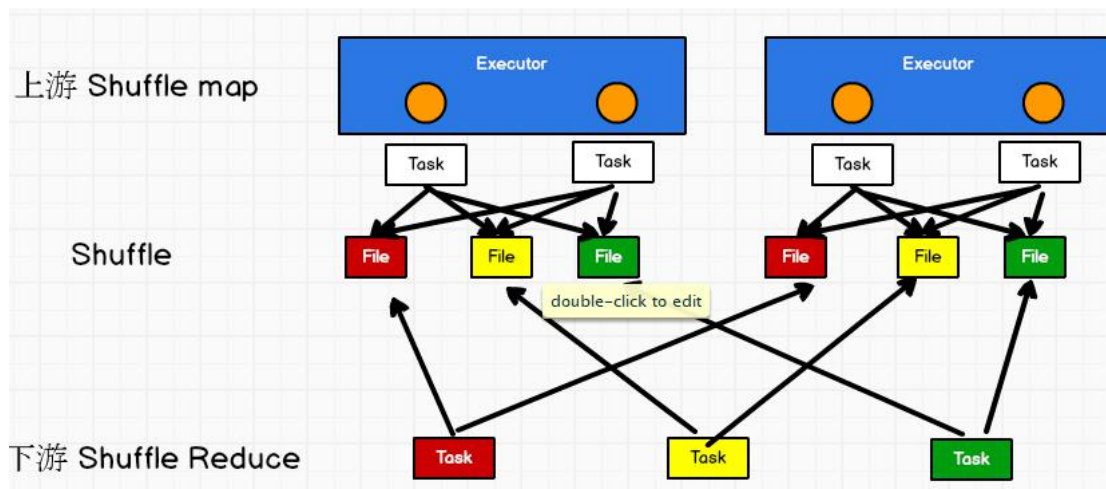 Executor
Executor
上游 Shuffle map
Task
Task
Task
Task
Shuffle
File
File
File
File
File
File
double-click to edit
下游 Shuffle Reduce
Task
Task
Task